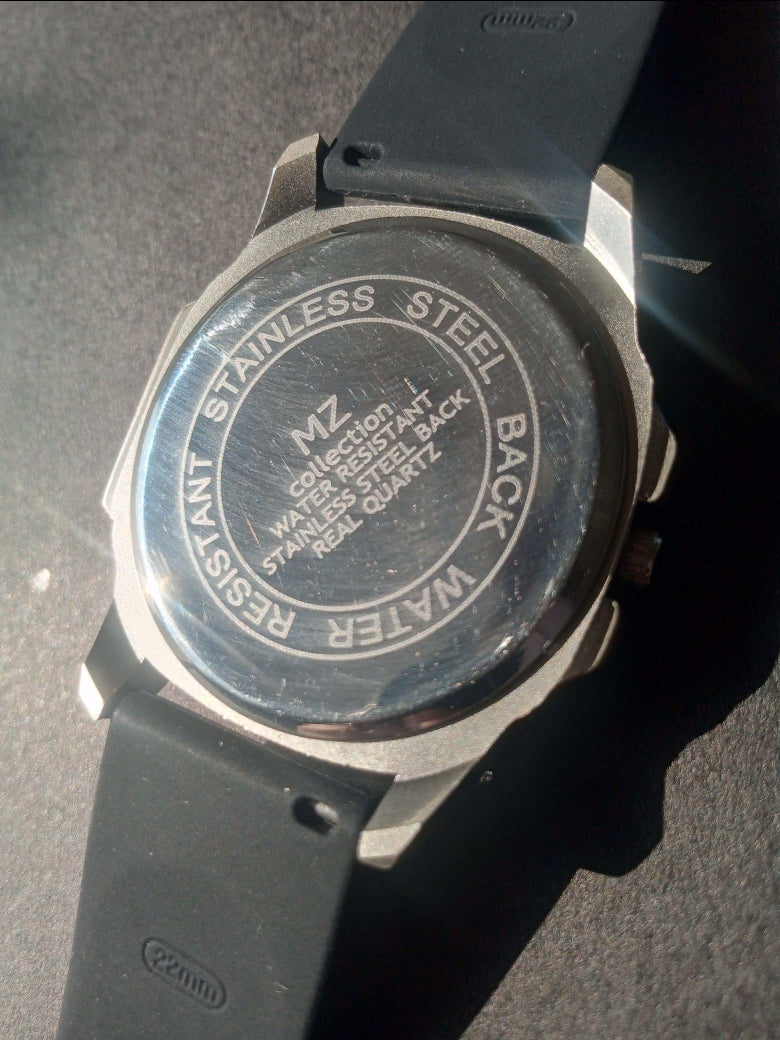 22mm
STAINLESS STEEL BACK WATER RESISTANT
MZ
collection
WATER RESISTANT
STAINLESS STEEL BACK
REAL QUARTZ
22mm